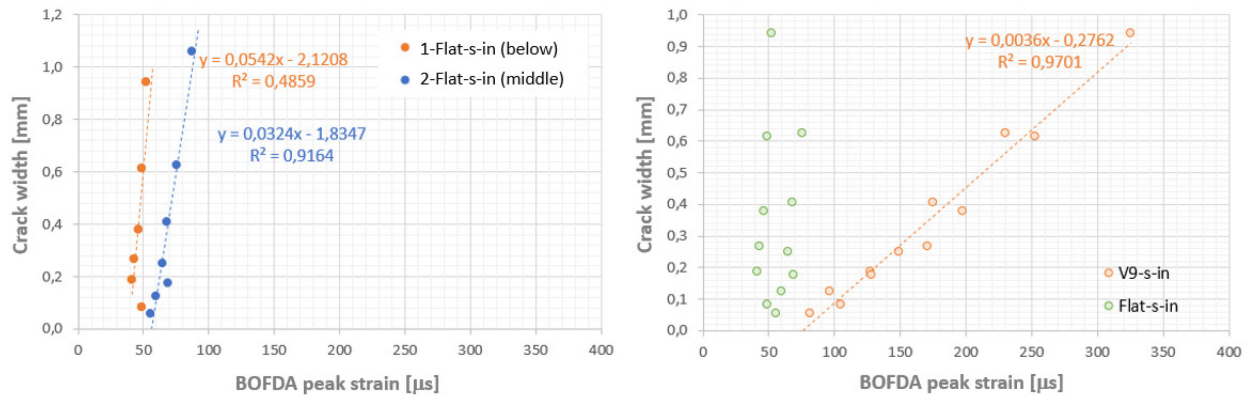 1,2
1,0
0,8
0,6
0,4
0,2
0,0
Crack width [mm]
0
50
100
150
200
250
300
350
400
BOFDA peak strain [µs]
1-Flat-s-in (below)
2-Flat-s-in (middle)
y = 0,0542x - 2,1208
R² = 0,4859
y = 0,0324x - 1,8347
R² = 0,9164
1,0
0,9
0,8
0,7
0,6
0,5
0,4
0,3
0,2
0,1
0,0
Crack width [mm]
0
50
100
150
200
250
300
350
400
BOFDA peak strain [µs]
y = 0,0036x - 0,2762
R² = 0,9701
V9-s-in
Flat-s-in